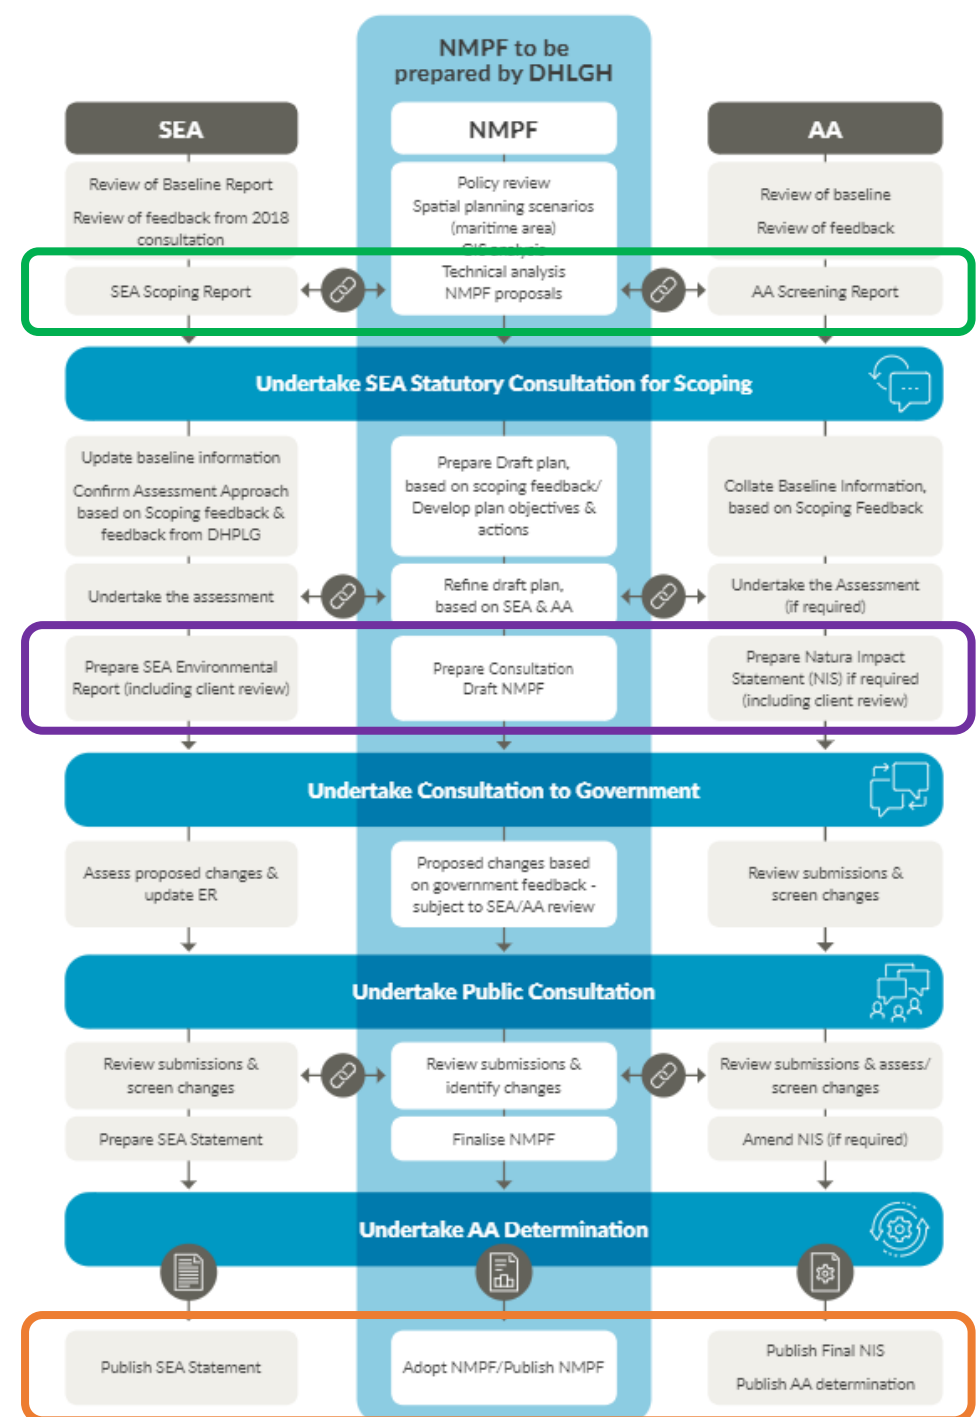 NMPF to be
prepared by DHLGH
SEA
NMPF
AA
Review of Baseline Report
Review of feedback from 2018
consultation
Policy review
Spatial planning scenarios
(maritime area)
GIS analysis
Technical analysis
NMPF proposals
Review of baseline
Review of feedback
SEA Scoping Report
AA Screening Report
Undertake SEA Statutory Consultation for Scoping
Update baseline information
Confirm Assessment Approach
based on Scoping feedback &
feedback from DHPLG
Prepare Draft plan,
based on scoping feedback/
Develop plan objectives &
actions
Collate Baseline Information,
based on Scoping Feedback
Undertake the assessment
Refine draft plan,
based on SEA & AA
Undertake the Assessment
(if required)
Prepare SEA Environmental
Report (including client review)
Prepare Consultation
Draft NMPF
Prepare Natura Impact
Statement (NIS) if required
(including client review)
Undertake Consultation to Government
Assess proposed changes &
update ER
Proposed changes based
on government feedback -
subject to SEA/AA review
Review submissions &
screen changes
Undertake Public Consultation
Review submissions &
screen changes
Review submissions &
identify changes
Review submissions & assess/
screen changes
Prepare SEA Statement
Finalise NMPF
Amend NIS (if required)
Undertake AA Determination
Publish SEA Statement
Adopt NMPF/Publish NMPF
Publish Final NIS
Publish AA determination